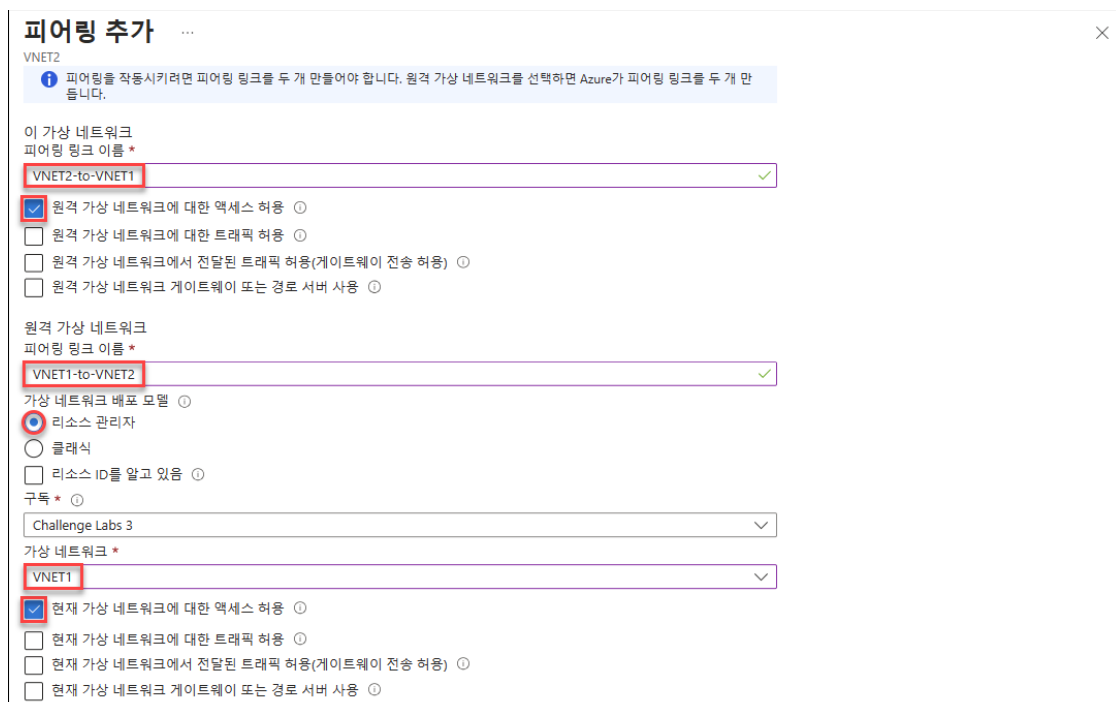 피어링 추가 ...
VNET2
피어링을 작동시키려면 피어링 링크를 두 개 만들어야 합니다. 원격 가상 네트워크를 선택하면 Azure가 피어링 링크를 두 개 만
듭니다.
이 가상 네트워크
피어링 링크 이름 *
VNET2-to-VNET1
원격 가상 네트워크에 대한 액세스 허용
원격 가상 네트워크에 대한 트래픽 허용
원격 가상 네트워크에서 전달된 트래픽 허용(게이트웨이 전송 허용)
원격 가상 네트워크 게이트웨이 또는 경로 서버 사용
원격 가상 네트워크
피어링 링크 이름 *
VNET1-to-VNET2
가상 네트워크 배포 모델
리소스 관리자
클래식
리소스 ID를 알고 있음
구독 *
Challenge Labs 3
가상 네트워크 *
VNET1
현재 가상 네트워크에 대한 액세스 허용
현재 가상 네트워크에 대한 트래픽 허용
현재 가상 네트워크에서 전달된 트래픽 허용(게이트웨이 전송 허용)
현재 가상 네트워크 게이트웨이 또는 경로 서버 사용